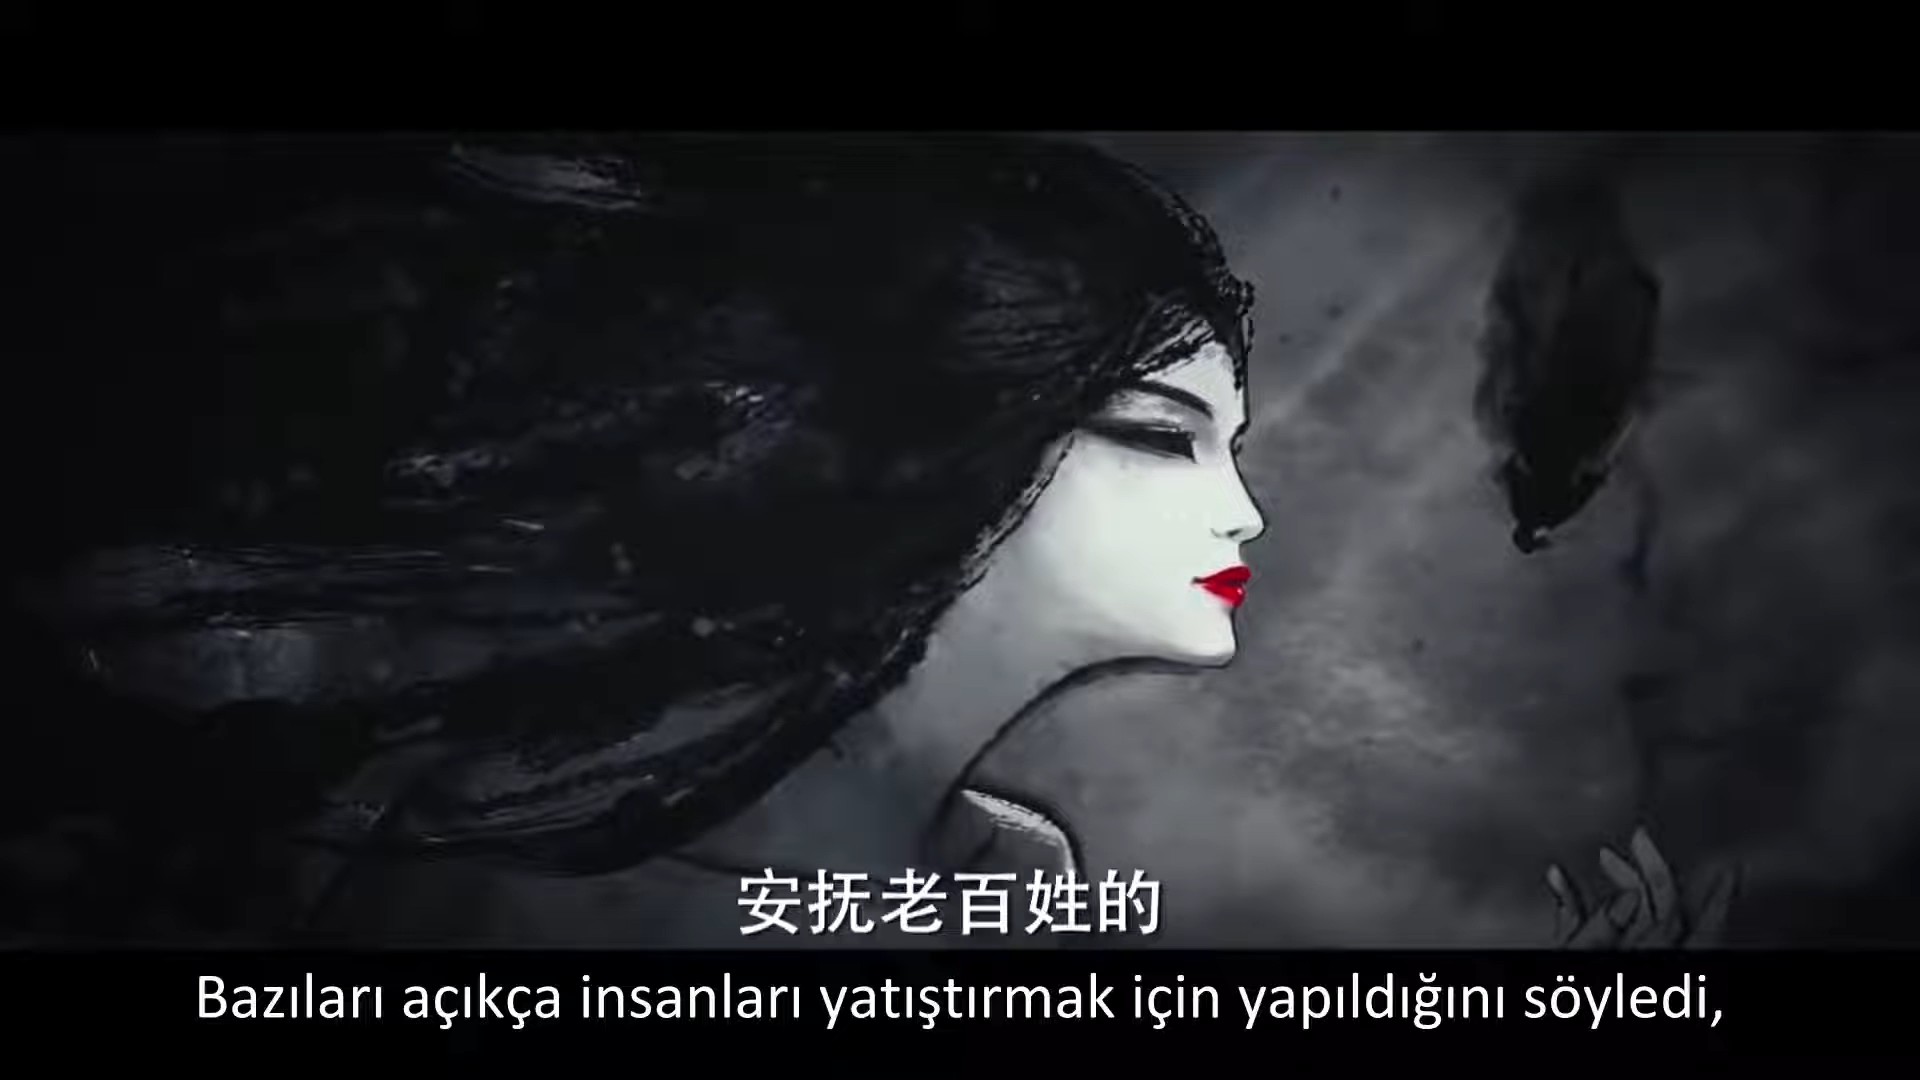 安抚老百姓的
Bazıları açıkça insanları yatıştırmak için yapıldığını söyledi,